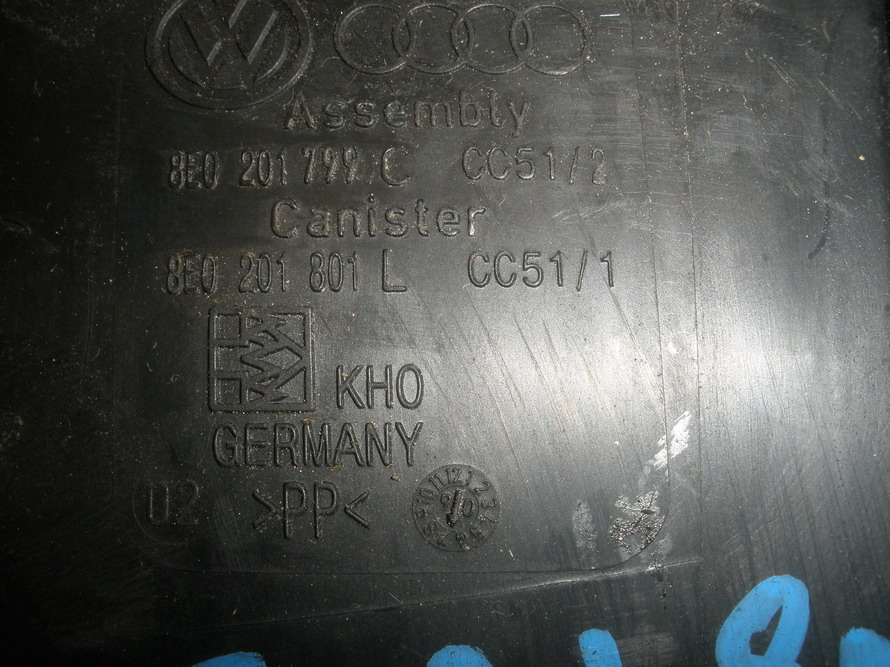 Assembly
8E0 201 799 C CC51/2
Canister
8E0 201 801 L CC51/1
KHO
GERMANY
02 >PP<